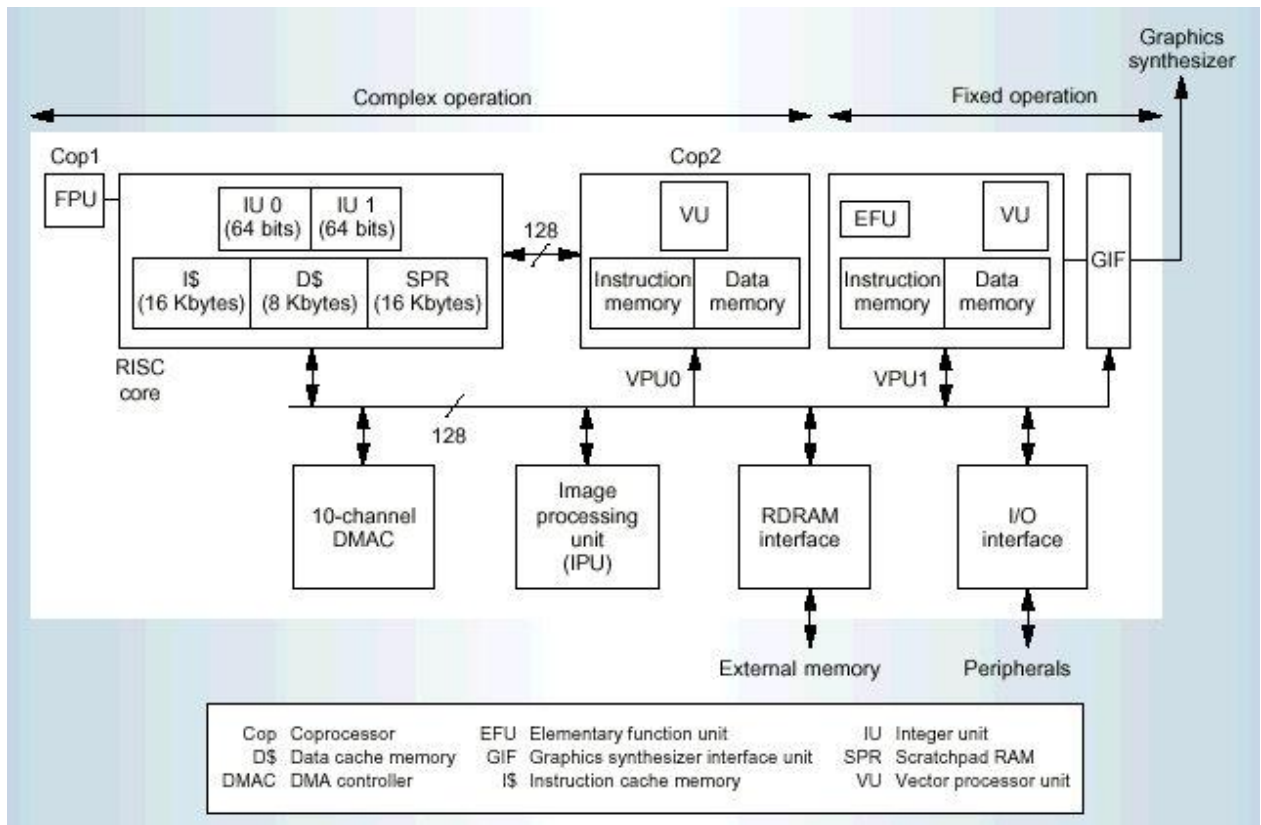 Graphics
synthesizer
Complex operation
Fixed operation
Cop1
Cop2
FPU
IU 0
(64 bits)
IU 1
(64 bits)
I$
(16 Kbytes)
D$
(8 Kbytes)
SPR
(16 Kbytes)
128
VU
Instruction
memory
Data
memory
EFU
VU
Instruction
memory
Data
memory
GIF
RISC
core
VPU0
VPU1
128
10-channel
DMAC
Image
processing
unit
(IPU)
RDRAM
interface
I/O
interface
External memory
Peripherals
Cop Coprocessor
D$ Data cache memory
DMAC DMA controller
EFU Elementary function unit
GIF Graphics synthesizer interface unit
I$ Instruction cache memory
IU Integer unit
SPR Scratchpad RAM
VU Vector processor unit